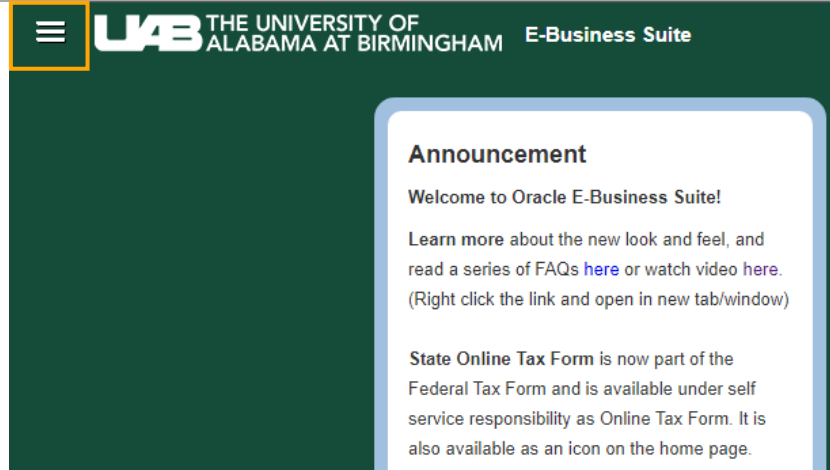 UAB THE UNIVERSITY OF
ALABAMA AT BIRMINGHAM
E-Business Suite
Announcement
Welcome to Oracle E-Business Suite!
Learn more about the new look and feel, and
read a series of FAQs here or watch video here.
(Right click the link and open in new tab/window)
State Online Tax Form is now part of the
Federal Tax Form and is available under self
service responsibility as Online Tax Form. It is
also available as an icon on the home page.